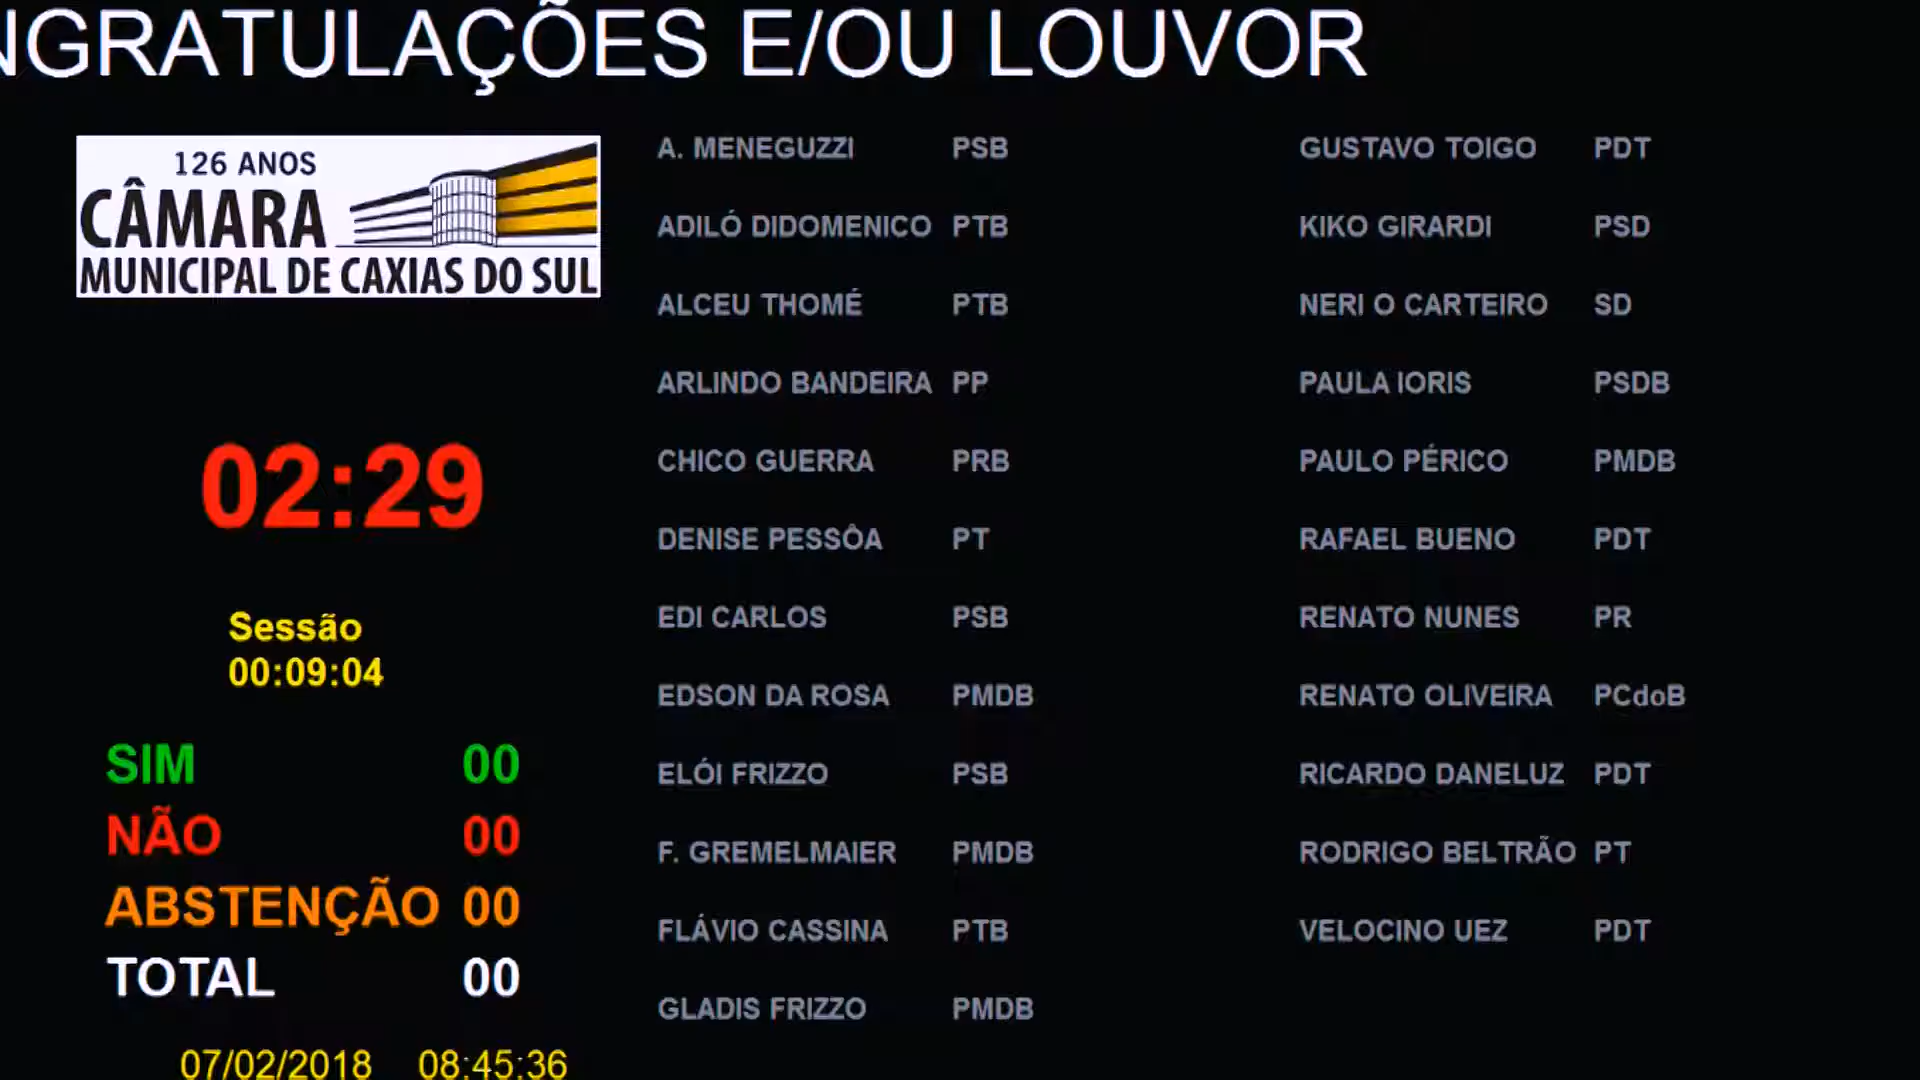 NGRATULAÇÕES E/OU LOUVOR
126 ANOS
CÂMARA
MUNICIPAL DE CAXIAS DO SUL
02:29
Sessão
00:09:04
SIM 00
NÃO 00
ABSTENÇÃO 00
TOTAL 00
07/02/2018 08:45:36
A. MENEGUZZI PSB
ADILÓ DIDOMENICO PTB
ALCEU THOMÉ PTB
ARLINDO BANDEIRA PP
CHICO GUERRA PRB
DENISE PESSÔA PT
EDI CARLOS PSB
EDSON DA ROSA PMDB
ELÓI FRIZZO PSB
F. GREMELMAIER PMDB
FLÁVIO CASSINA PTB
GLADIS FRIZZO PMDB
GUSTAVO TOIGO PDT
KIKO GIRARDI PSD
NERI O CARTEIRO SD
PAULA IORIS PSDB
PAULO PÉRICO PMDB
RAFAEL BUENO PDT
RENATO NUNES PR
RENATO OLIVEIRA PCdoB
RICARDO DANELUZ PDT
RODRIGO BELTRÃO PT
VELOCINO UEZ PDT